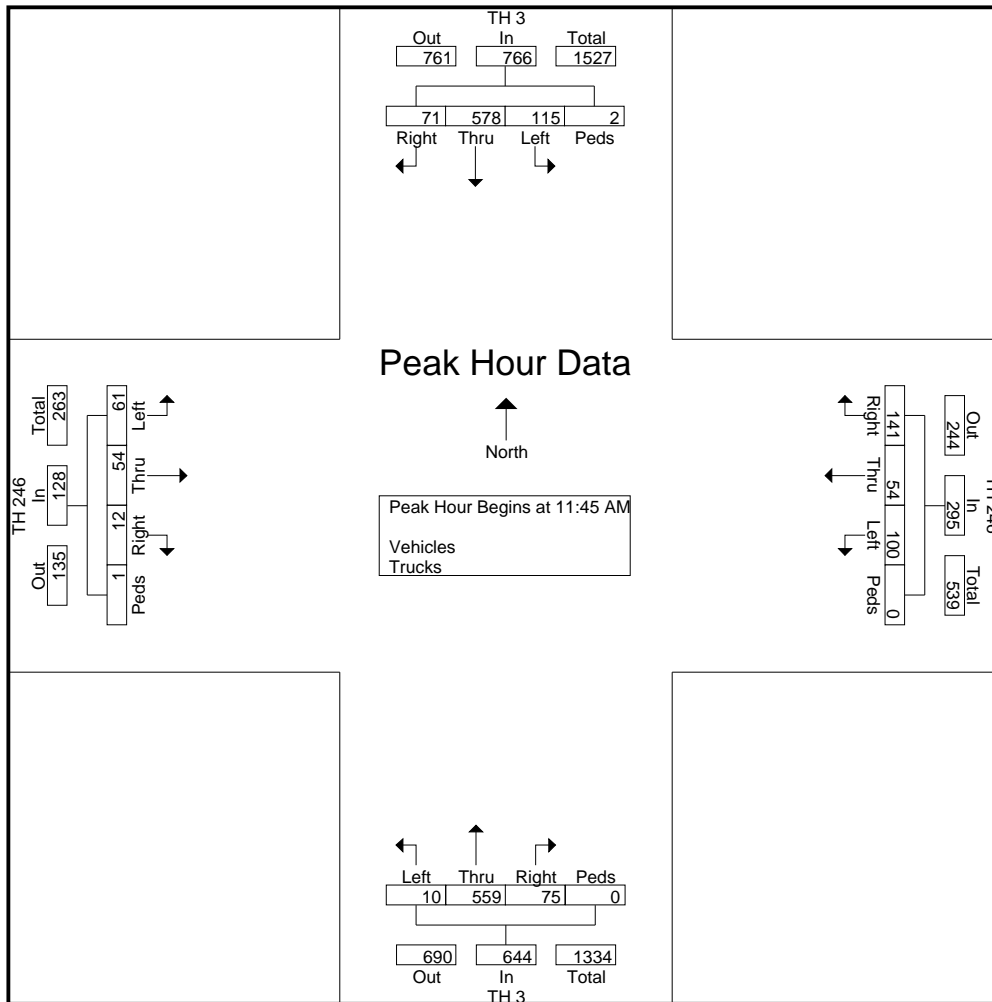 TH 3
Out In Total
761 766 1527
71 578 115 2
Right Thru Left Peds
Peak Hour Data
North
Peak Hour Begins at 11:45 AM
Vehicles
Trucks
TH 246
Total In Out
263 128 135
61 54 12 1
Left Thru Right Peds
TH 246
Out In Total
244 295 539
141 54 100 0
Right Thru Left Peds
Left Thru Right Peds
10 559 75 0
690 644 1334
Out In Total
TH 3